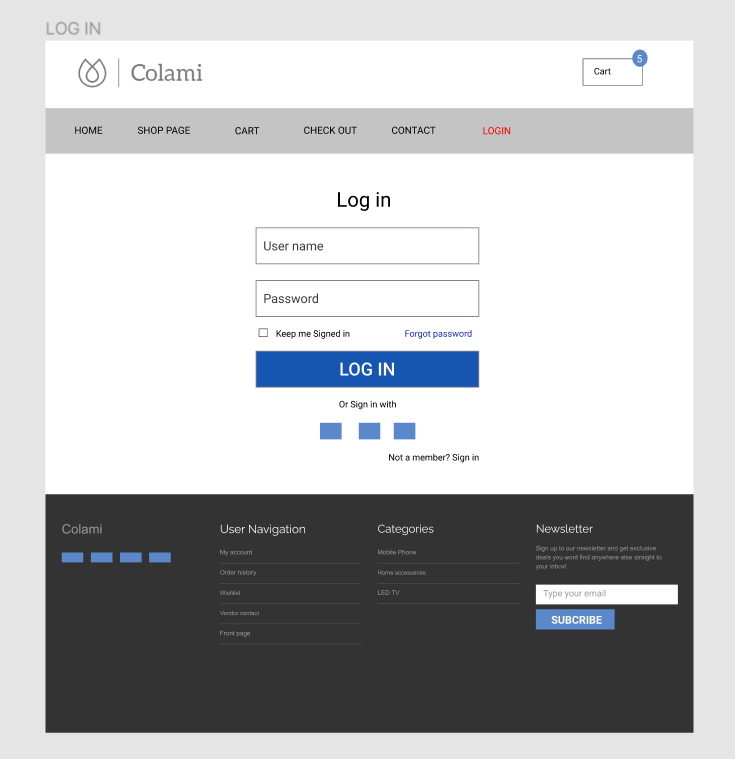 LOG IN
Colami
Cart
5
HOME
SHOP PAGE
CART
CHECK OUT
CONTACT
LOGIN
Log in
User name
Password
Keep me Signed in
Forgot password
LOG IN
Or Sign in with
Not a member? Sign in
Colami
User Navigation
My account
Order history
Wishlist
Vendor contact
Front page
Categories
Mobile Phone
Home accessories
LED TV
Newsletter
Sign up to our newsletter and get exclusive
deals you wont find anywhere else straight to
your inbox!
Type your email
SUBCRIBE